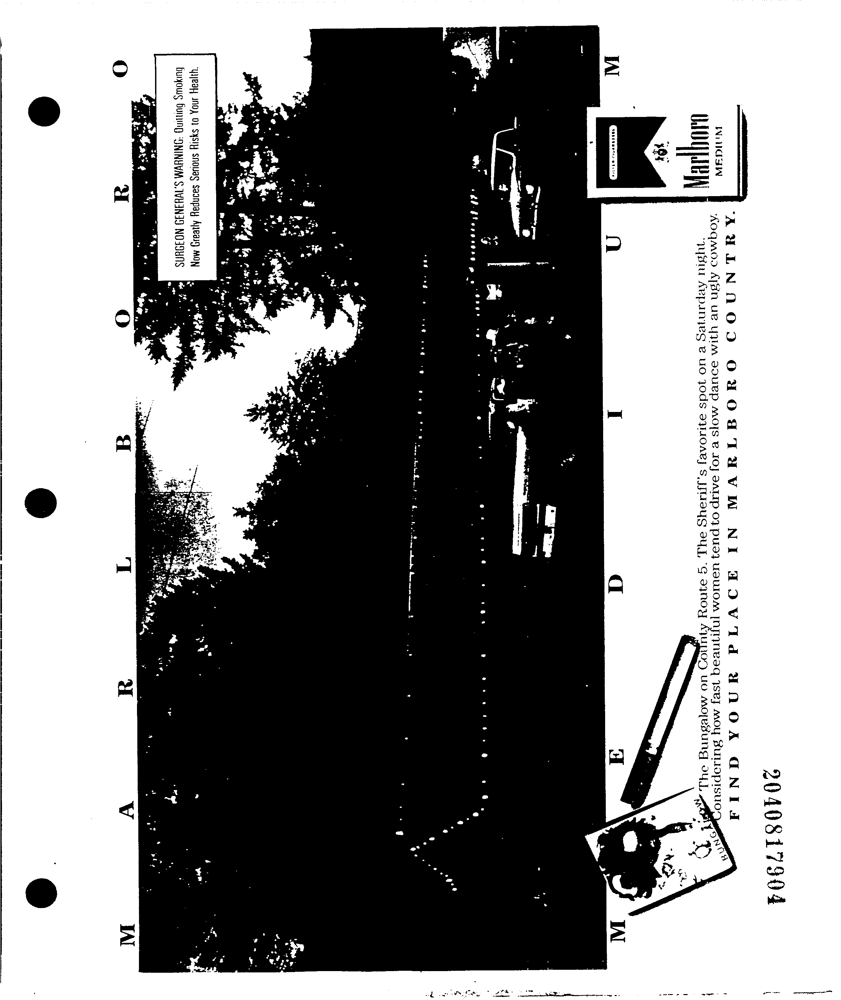 MARLBORO
SURGEON GENERAL'S WARNING: Quitting Smoking
Now Greatly Reduces Serious Risks to Your Health.
MEDIUM
Marlboro
MEDIUM
The Bungalow on County Route 5. The Sheriff's favorite spot on a Saturday night.
Considering how fast beautiful women tend to drive for a slow dance with an ugly cowboy.
FIND YOUR PLACE IN MARLBORO COUNTRY.
2040817904